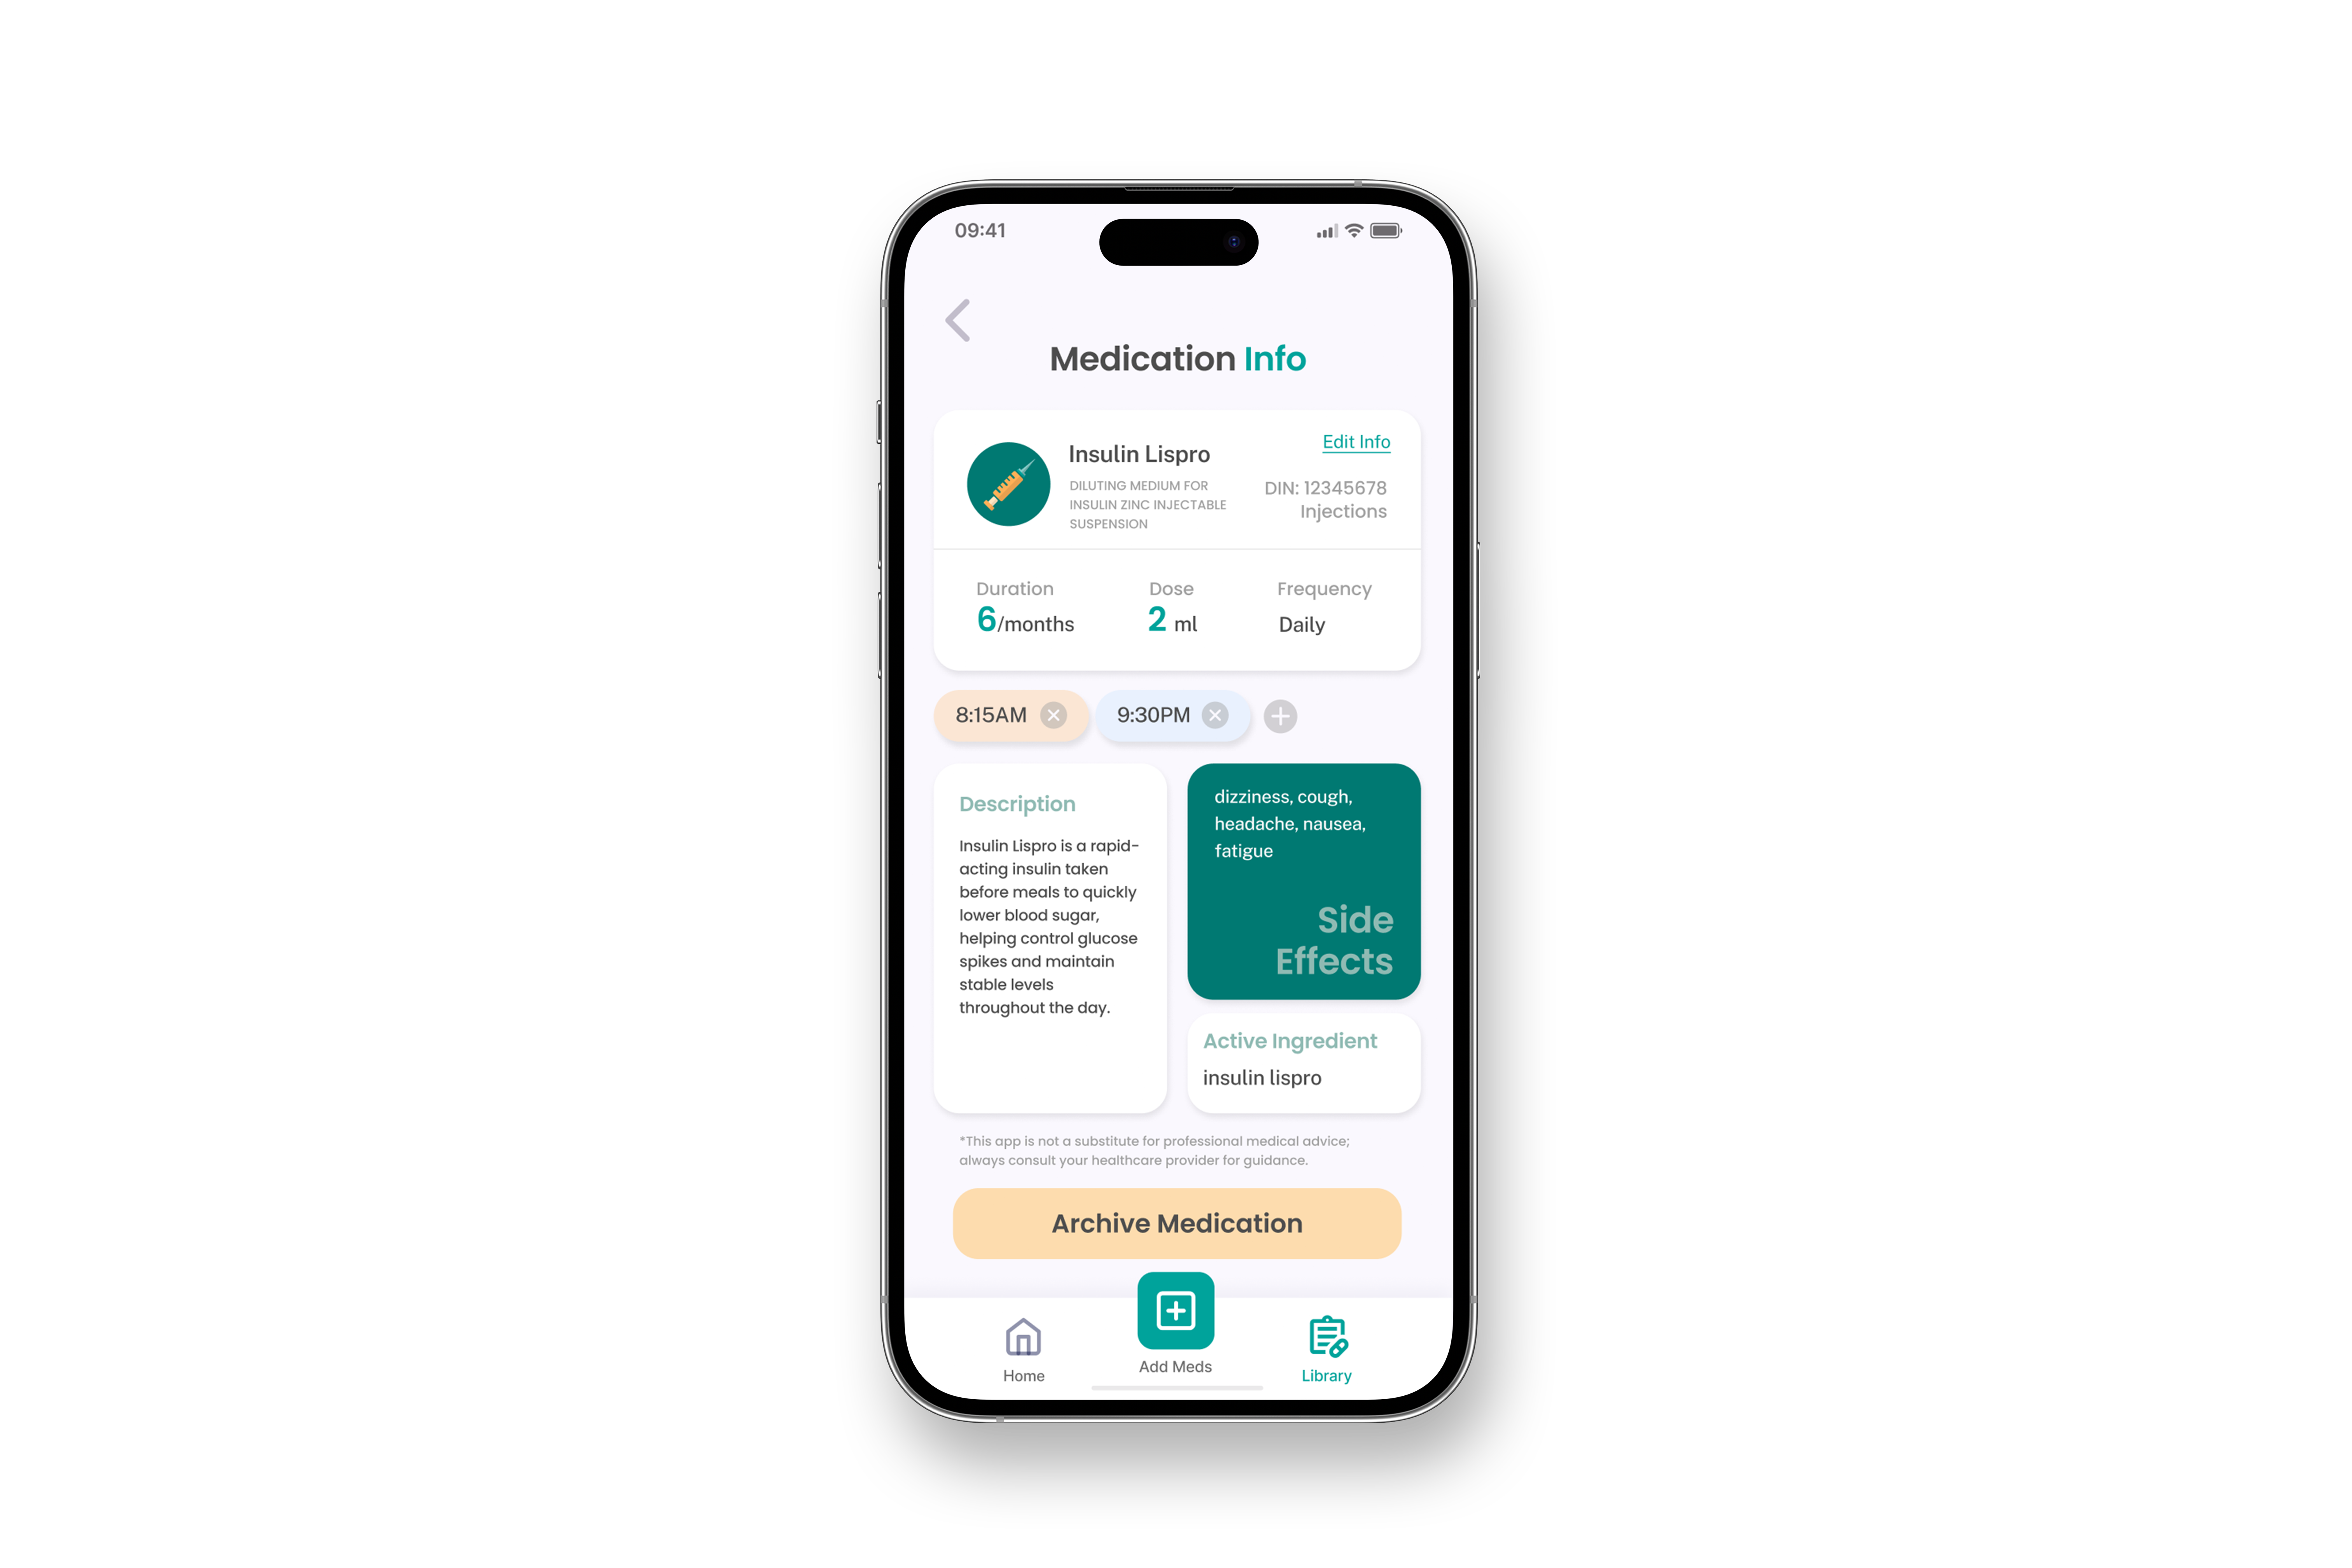 09:41
Medication Info
Edit Info
Insulin Lispro
DILUTING MEDIUM FOR
INSULIN ZINC INJECTABLE
SUSPENSION
DIN: 12345678
Injections
Duration
6/months
Dose
2 ml
Frequency
Daily
8:15AM
9:30PM
Description
Insulin Lispro is a rapid-
acting insulin taken
before meals to quickly
lower blood sugar,
helping control glucose
spikes and maintain
stable levels
throughout the day.
dizziness, cough,
headache, nausea,
fatigue
Side
Effects
Active Ingredient
insulin lispro
*This app is not a substitute for professional medical advice;
always consult your healthcare provider for guidance.
Archive Medication
Home
Add Meds
Library